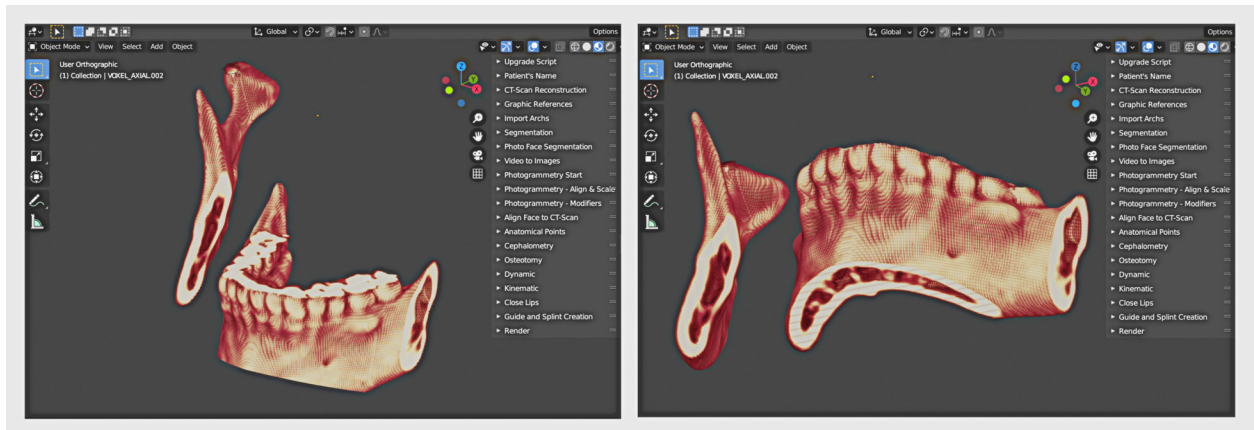 Global
Options
Object Mode View Select Add Object
User Orthographic
(1) Collection | VOXEL_AXIAL.002
Z
Y
X
Upgrade Script
Patient's Name
CT-Scan Reconstruction
Graphic References
Import Archs
Segmentation
Photo Face Segmentation
Video to Images
Photogrammetry Start
Photogrammetry - Align & Scale
Photogrammetry - Modifiers
Align Face to CT-Scan
Anatomical Points
Cephalometry
Osteotomy
Dynamic
Kinematic
Close Lips
Guide and Splint Creation
Render
Global
Options
Object Mode View Select Add Object
User Orthographic
(1) Collection | VOXEL_AXIAL.002
Z
X
Y
Upgrade Script
Patient's Name
CT-Scan Reconstruction
Graphic References
Import Archs
Segmentation
Photo Face Segmentation
Video to Images
Photogrammetry Start
Photogrammetry - Align & Scale
Photogrammetry - Modifiers
Align Face to CT-Scan
Anatomical Points
Cephalometry
Osteotomy
Dynamic
Kinematic
Close Lips
Guide and Splint Creation
Render